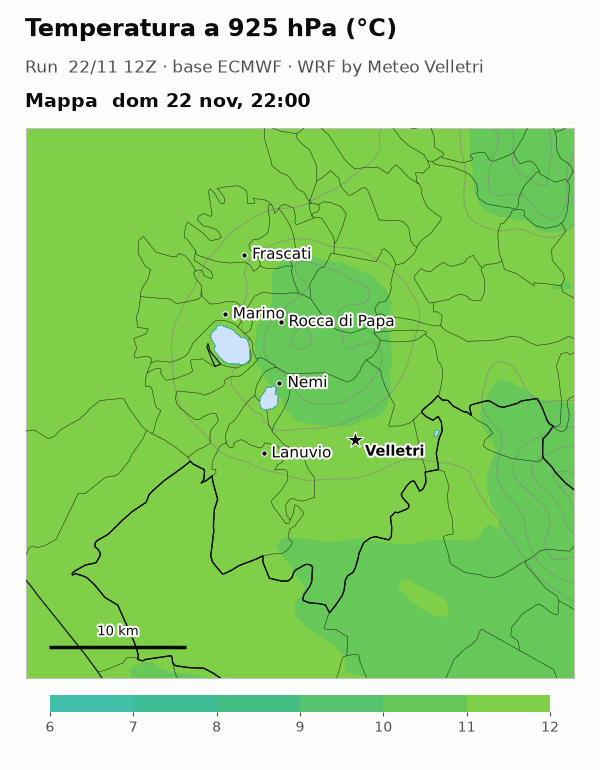 Temperatura a 925 hPa (°C)
Run  22/11 12Z · base ECMWF · WRF by Meteo Velletri
Mappa  dom 22 nov, 22:00
Frascati
Marino
Rocca di Papa
Nemi
Velletri
Lanuvio
10 km
6 7 8 9 10 11 12